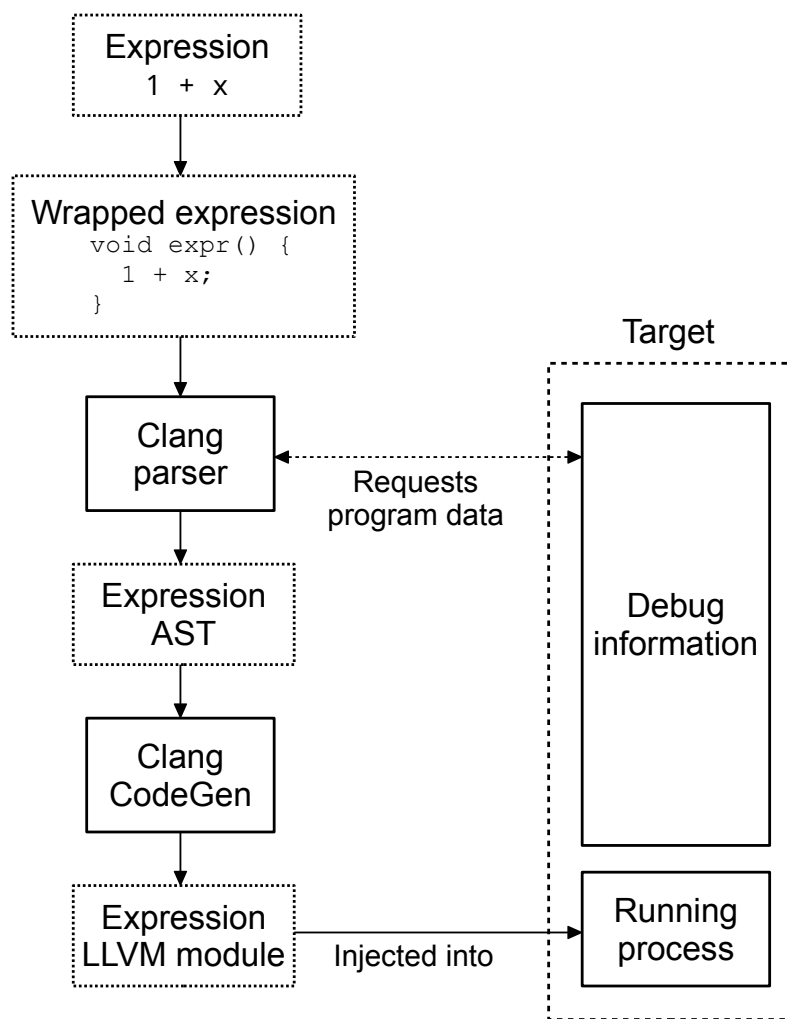 Expression
1 + x
Wrapped expression
void expr() {
  1 + x;
}
Target
Clang
parser
Requests
program data
Debug
information
Expression
AST
Clang
CodeGen
Expression
LLVM module
Injected into
Running
process